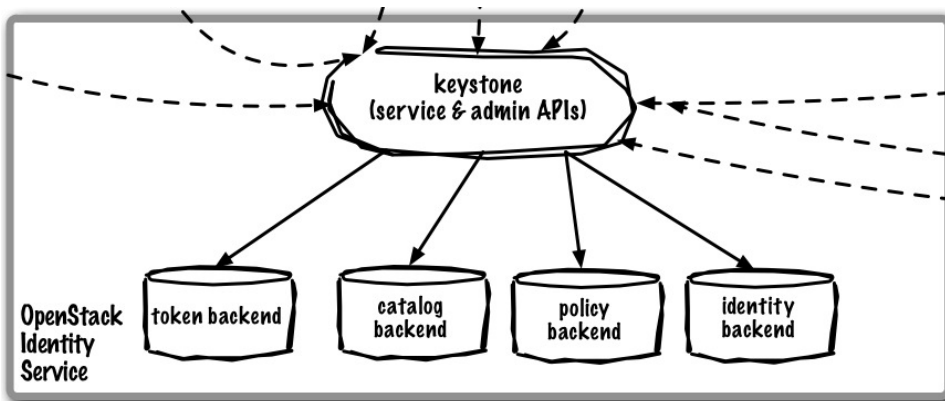 keystone
(service & admin APIs)
token backend
catalog
backend
policy
backend
identity
backend
OpenStack
Identity
Service